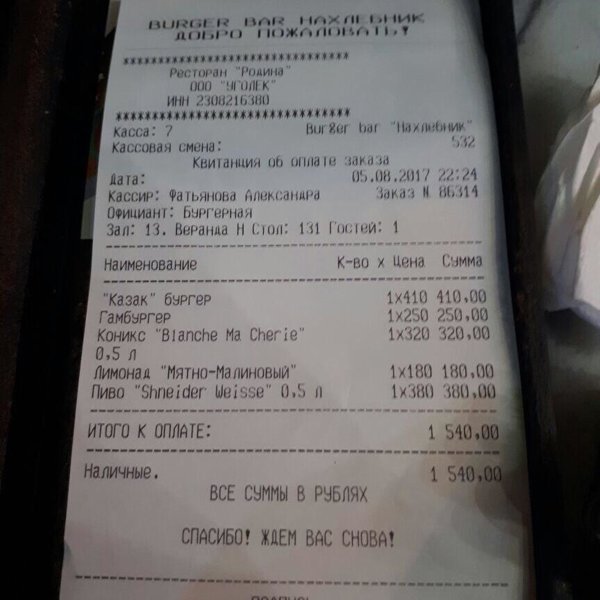 BURGER BAR НАХЛЕБНИК
ДОБРО ПОЖАЛОВАТЬ!
********************************
Ресторан "Родина"
ООО "УГОЛЕК"
ИНН 2308216380
********************************
Касса: 7 Burger bar "Нахлебник"
Кассовая смена: 532
Квитанция об оплате заказа
Дата: 05.08.2017 22:24
Кассир: Фатьянова Александра Заказ N 86314
Официант: Бургерная
Зал: 13. Веранда Н Стол: 131 Гостей: 1
Наименование К-во х Цена Сумма
"Казак" бургер 1x410 410,00
Гамбургер 1x250 250,00
Коникс "Blanche Ma Cherie" 1x320 320,00
0,5 л
Лимонад "Мятно-Малиновый" 1x180 180,00
Пиво "Shneider Weisse" 0,5 л 1x380 380,00
ИТОГО К ОПЛАТЕ: 1 540,00
Наличные. 1 540,00
ВСЕ СУММЫ В РУБЛЯХ
СПАСИБО! ЖДЕМ ВАС СНОВА!